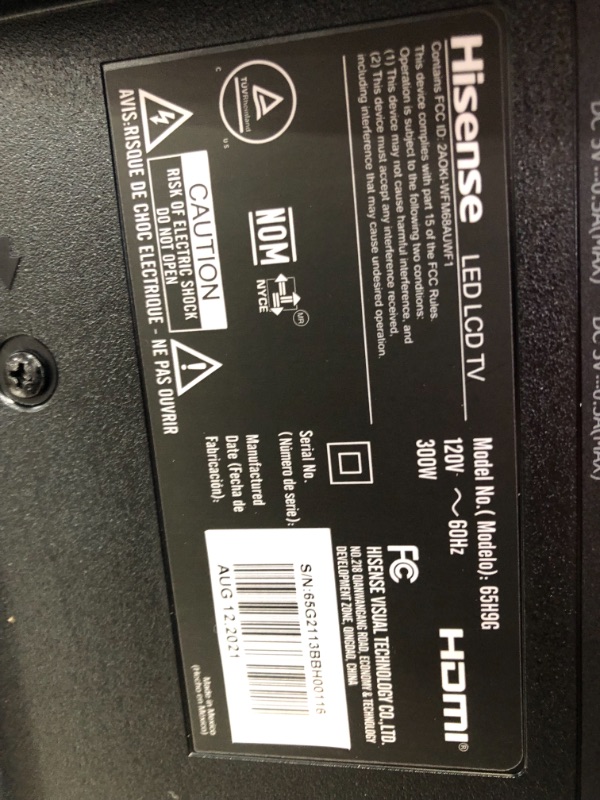 Hisense LED LCD TV
Contains FCC ID: 2AOKI-WFM68AUWF1
This device complies with part 15 of the FCC Rules.
Operation is subject to the following two conditions:
(1) This device may not cause harmful interference, and
(2) This device must accept any interference received,
including interference that may cause undesired operation.
Model No.( Modelo): 65H9G
120V ~ 60Hz
300W
HDMI®
FC
HISENSE VISUAL TECHNOLOGY CO.,LTD.
NO.218 QIANWANGANG ROAD, ECONOMY & TECHNOLOGY
DEVELOPMENT ZONE, QINGDAO, CHINA
TÜVRheinland
C US
NOM
NYCE
MR
CAUTION
RISK OF ELECTRIC SHOCK
DO NOT OPEN
AVIS:RISQUE DE CHOC ELECTRIQUE - NE PAS OUVRIR
Serial No.
( Número de serie):
Manufactured
Date (Fecha de
Fabricación):
S/N:65G2113BBH00116
AUG 12.2021
Made in Mexico
(Hecho en México)
DC 5V⎓0.5A(MAX)
DC 5V⎓0.5A(MAX)